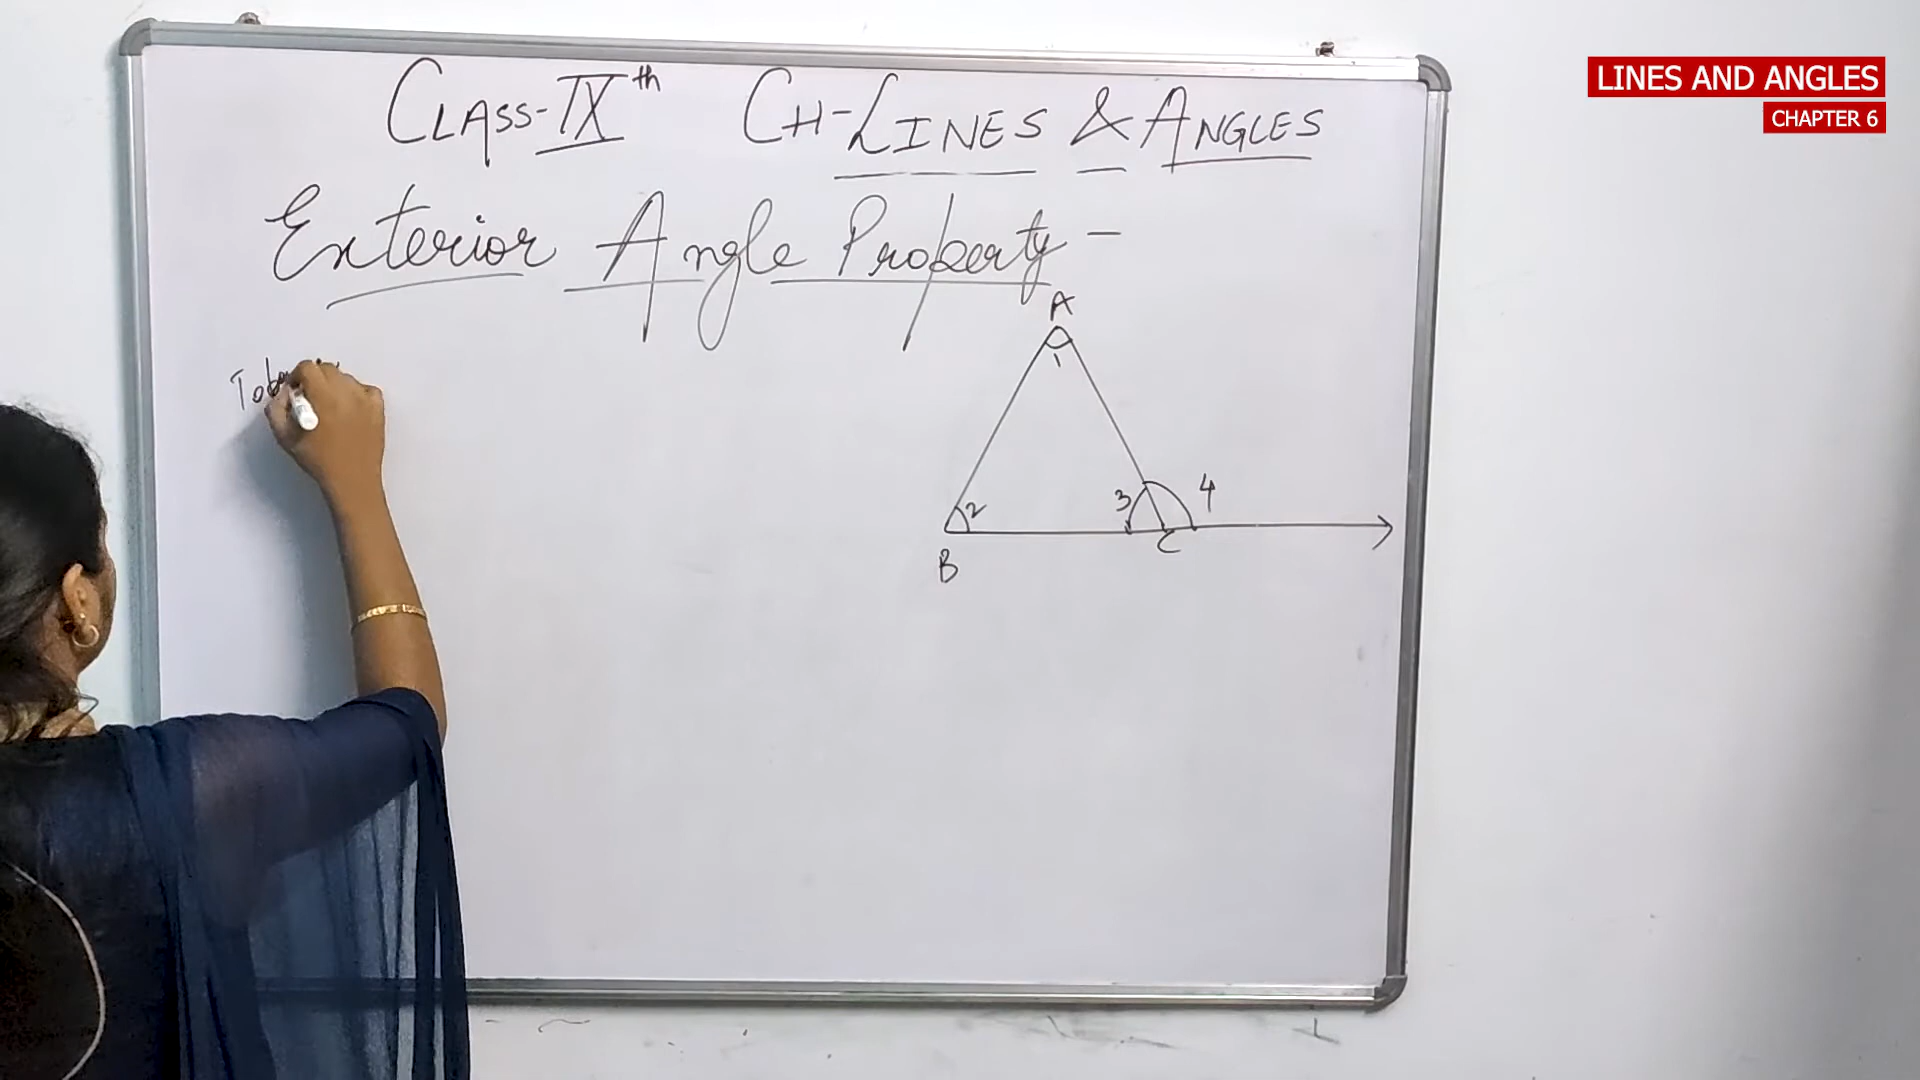 LINES AND ANGLES
CHAPTER 6
CLASS-IXth CH-LINES & ANGLES
Exterior Angle Property -
A
1
2
3
4
B
C